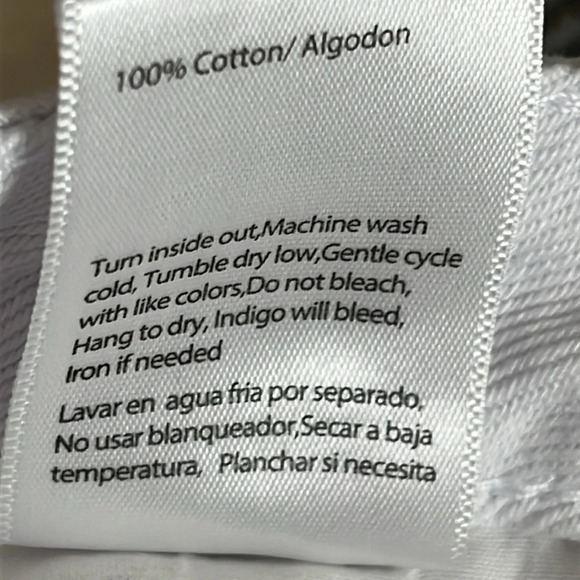 100% Cotton/ Algodon
Turn inside out,Machine wash
cold, Tumble dry low,Gentle cycle
with like colors,Do not bleach,
Hang to dry, Indigo will bleed,
Iron if needed
Lavar en agua fria por separado,
No usar blanqueador,Secar a baja
temperatura, Planchar si necesita